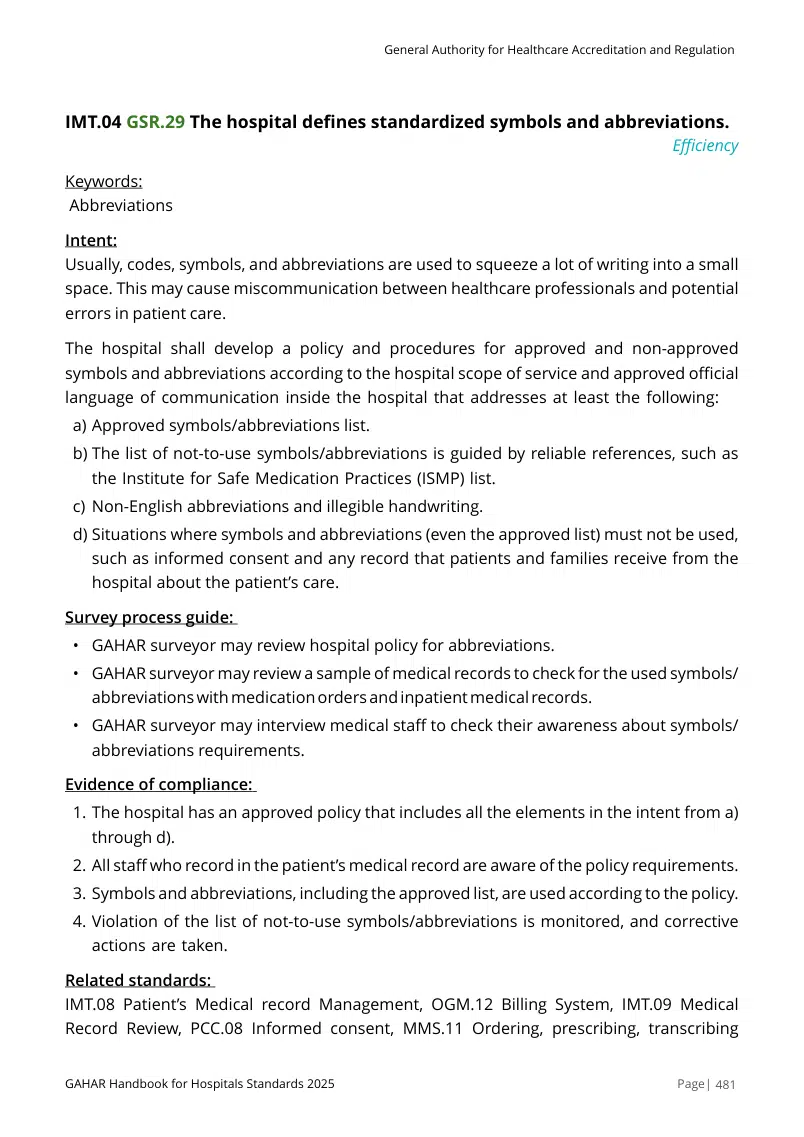 General Authority for Healthcare Accreditation and Regulation
IMT.04 GSR.29 The hospital defines standardized symbols and abbreviations.
Efficiency
Keywords:
Abbreviations
Intent:
Usually, codes, symbols, and abbreviations are used to squeeze a lot of writing into a small
space. This may cause miscommunication between healthcare professionals and potential
errors in patient care.
The hospital shall develop a policy and procedures for approved and non-approved
symbols and abbreviations according to the hospital scope of service and approved official
language of communication inside the hospital that addresses at least the following:
a) Approved symbols/abbreviations list.
b) The list of not-to-use symbols/abbreviations is guided by reliable references, such as
the Institute for Safe Medication Practices (ISMP) list.
c) Non-English abbreviations and illegible handwriting.
d) Situations where symbols and abbreviations (even the approved list) must not be used,
such as informed consent and any record that patients and families receive from the
hospital about the patient’s care.
Survey process guide:
• GAHAR surveyor may review hospital policy for abbreviations.
• GAHAR surveyor may review a sample of medical records to check for the used symbols/
abbreviations with medication orders and inpatient medical records.
• GAHAR surveyor may interview medical staff to check their awareness about symbols/
abbreviations requirements.
Evidence of compliance:
1. The hospital has an approved policy that includes all the elements in the intent from a)
through d).
2. All staff who record in the patient’s medical record are aware of the policy requirements.
3. Symbols and abbreviations, including the approved list, are used according to the policy.
4. Violation of the list of not-to-use symbols/abbreviations is monitored, and corrective
actions are taken.
Related standards:
IMT.08 Patient’s Medical record Management, OGM.12 Billing System, IMT.09 Medical
Record Review, PCC.08 Informed consent, MMS.11 Ordering, prescribing, transcribing
GAHAR Handbook for Hospitals Standards 2025
Page| 481